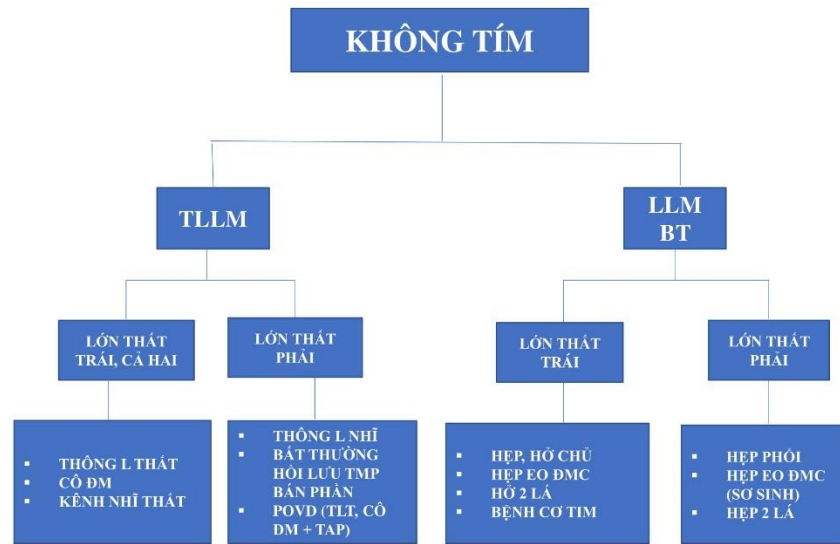 KHÔNG TÍM
TLLM
LLM
BT
LỚN THẤT
TRÁI, CẢ HAI
LỚN THẤT
PHẢI
LỚN THẤT
TRÁI
LỚN THẤT
PHẢI
▪ THÔNG L THẤT
▪ CÔ ĐM
▪ KÊNH NHĨ THẤT
▪ THÔNG L NHĨ
▪ BẤT THƯỜNG
HỒI LƯU TMP
BÁN PHẦN
▪ POVD (TLT, CÔ
ĐM + TAP)
▪ HẸP, HỞ CHỦ
▪ HẸP EO ĐMC
▪ HỞ 2 LÁ
▪ BỆNH CƠ TIM
▪ HẸP PHỔI
▪ HẸP EO ĐMC
(SƠ SINH)
▪ HẸP 2 LÁ